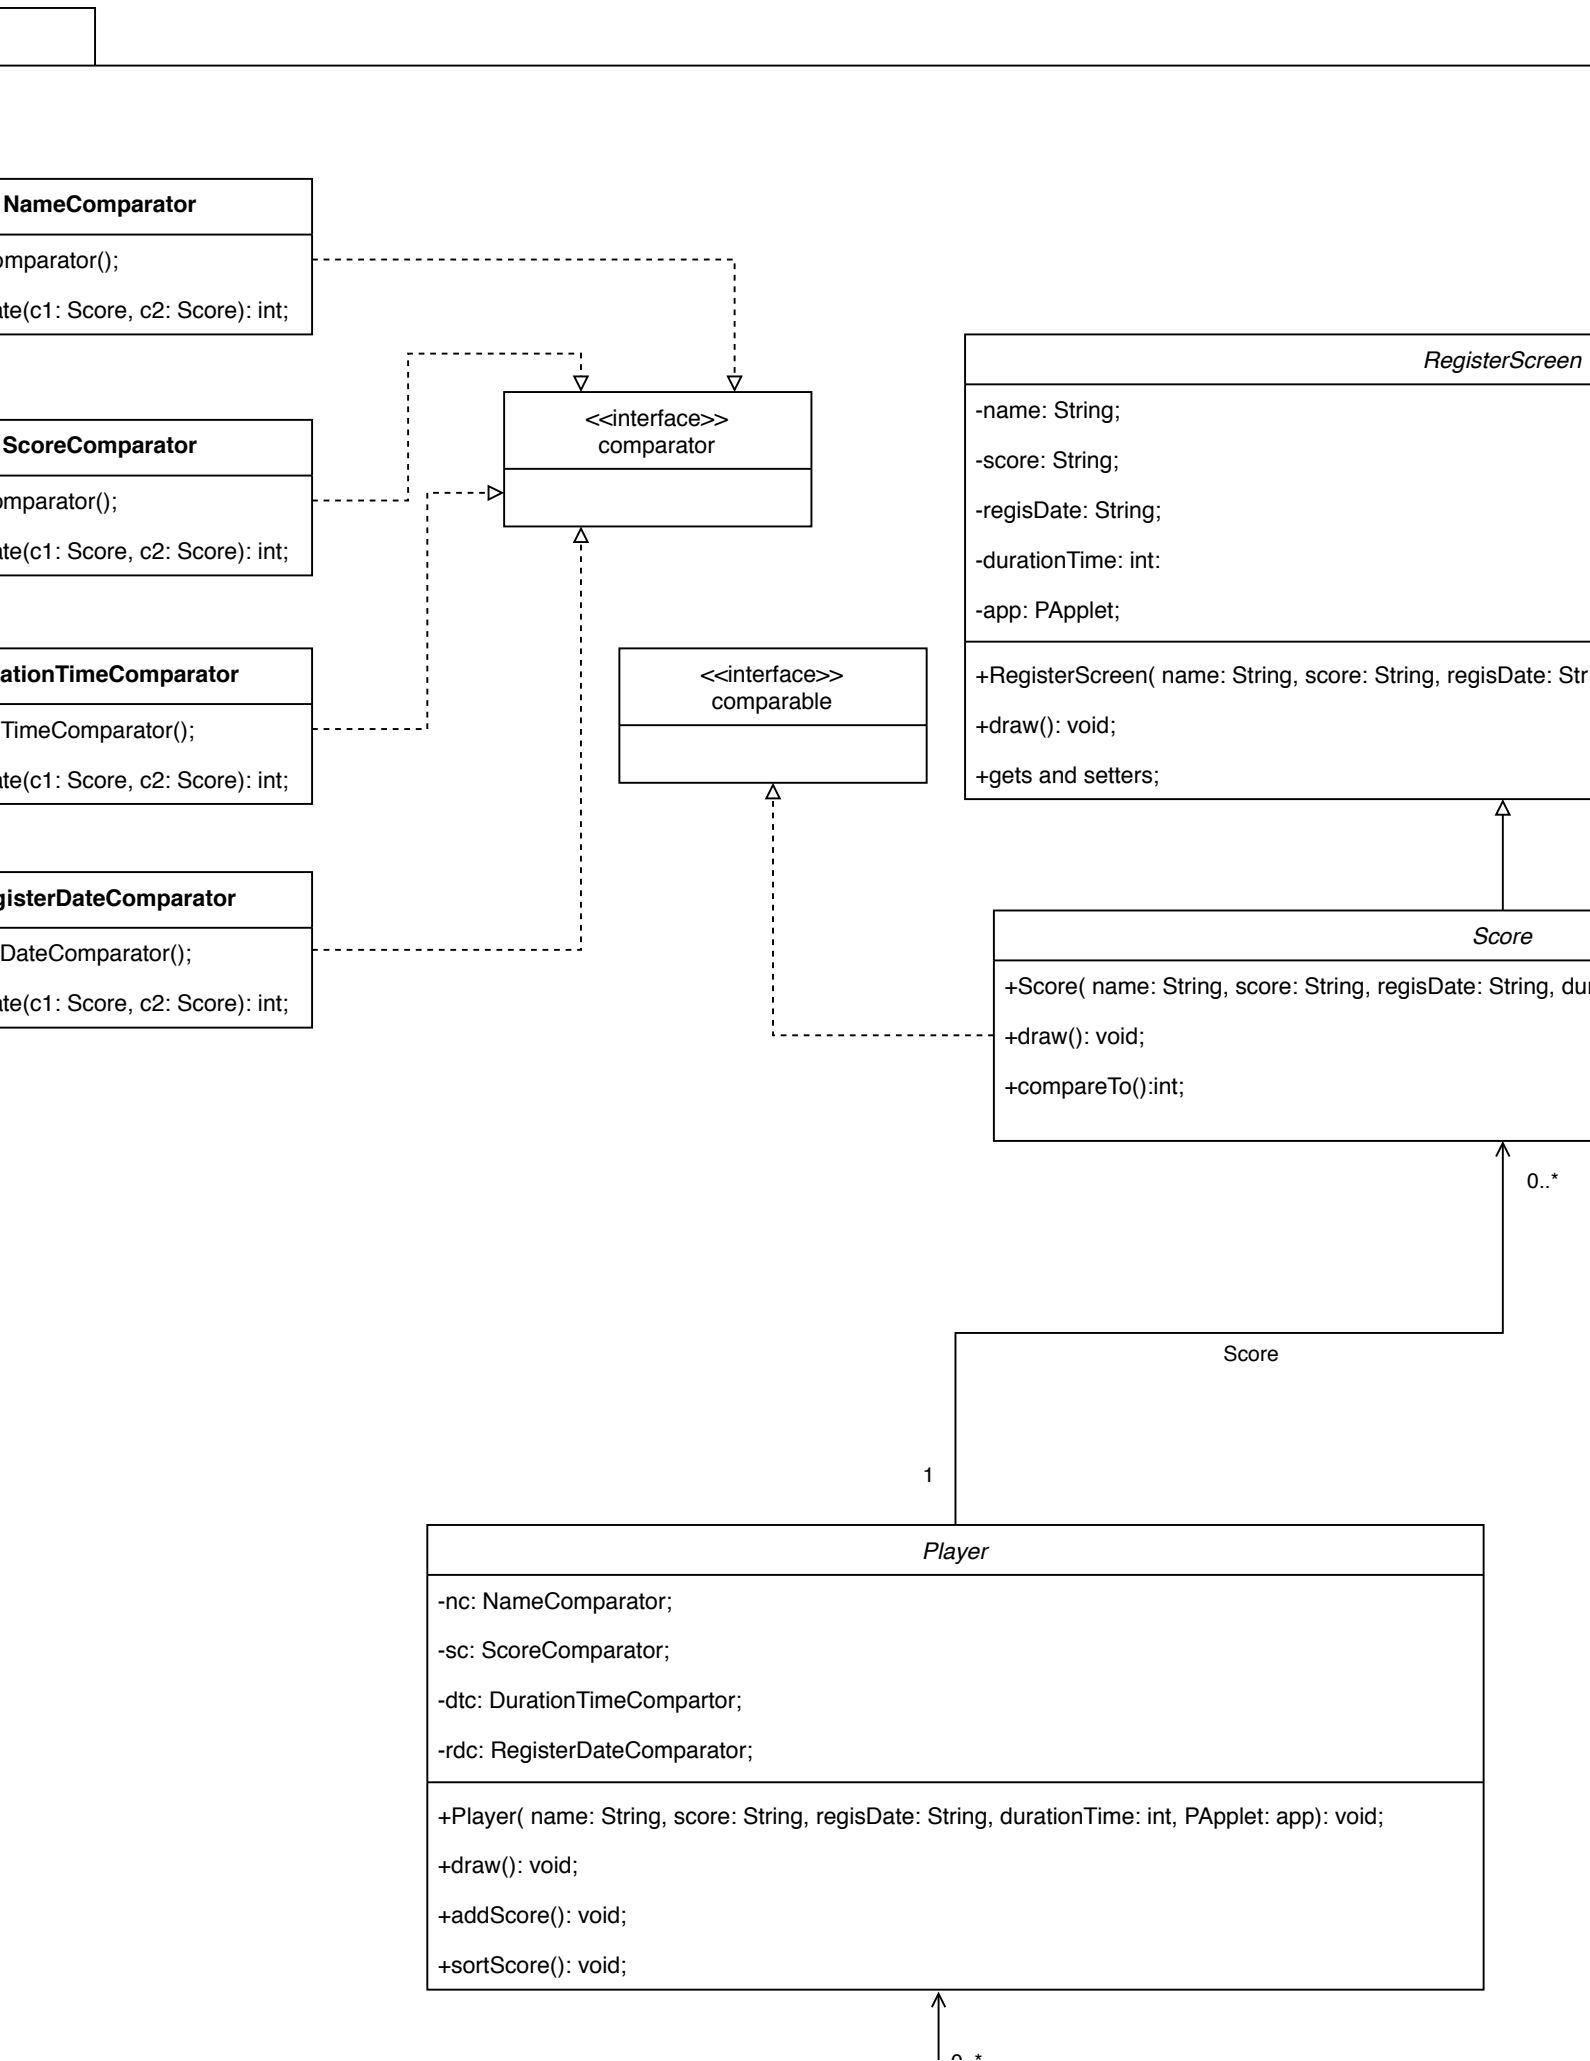 NameComparator
omparator();
ate(c1: Score, c2: Score): int;
ScoreComparator
omparator();
ate(c1: Score, c2: Score): int;
ationTimeComparator
TimeComparator();
ate(c1: Score, c2: Score): int;
gisterDateComparator
DateComparator();
ate(c1: Score, c2: Score): int;
<<interface>>
comparator
<<interface>>
comparable
RegisterScreen
-name: String;
-score: String;
-regisDate: String;
-durationTime: int:
-app: PApplet;
+RegisterScreen( name: String, score: String, regisDate: Str
+draw(): void;
+gets and setters;
Score
+Score( name: String, score: String, regisDate: String, dur
+draw(): void;
+compareTo():int;
0..*
Score
1
Player
-nc: NameComparator;
-sc: ScoreComparator;
-dtc: DurationTimeCompartor;
-rdc: RegisterDateComparator;
+Player( name: String, score: String, regisDate: String, durationTime: int, PApplet: app): void;
+draw(): void;
+addScore(): void;
+sortScore(): void;
0..*